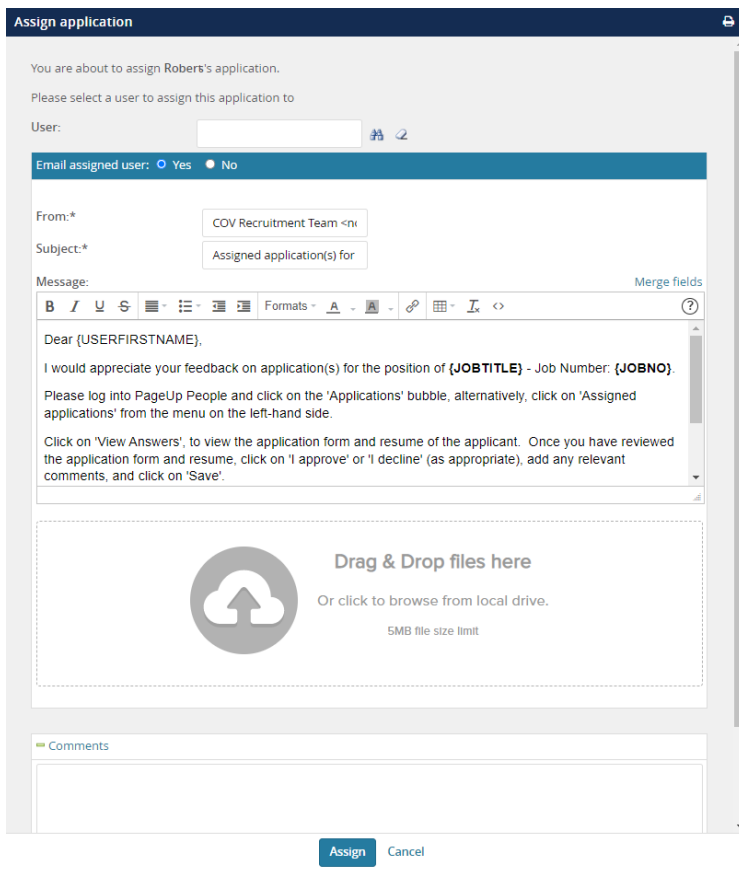 Assign application
You are about to assign Robert's application.
Please select a user to assign this application to
User:
Email assigned user: Yes No
From:*
COV Recruitment Team <no
Subject:*
Assigned application(s) for
Message:
Merge fields
B I U S Formats A A
Dear {USERFIRSTNAME},
I would appreciate your feedback on application(s) for the position of {JOBTITLE} - Job Number: {JOBNO}.
Please log into PageUp People and click on the 'Applications' bubble, alternatively, click on 'Assigned
applications' from the menu on the left-hand side.
Click on 'View Answers', to view the application form and resume of the applicant.  Once you have reviewed
the application form and resume, click on 'I approve' or 'I decline' (as appropriate), add any relevant
comments, and click on 'Save'.
Drag & Drop files here
Or click to browse from local drive.
5MB file size limit
Comments
Assign Cancel